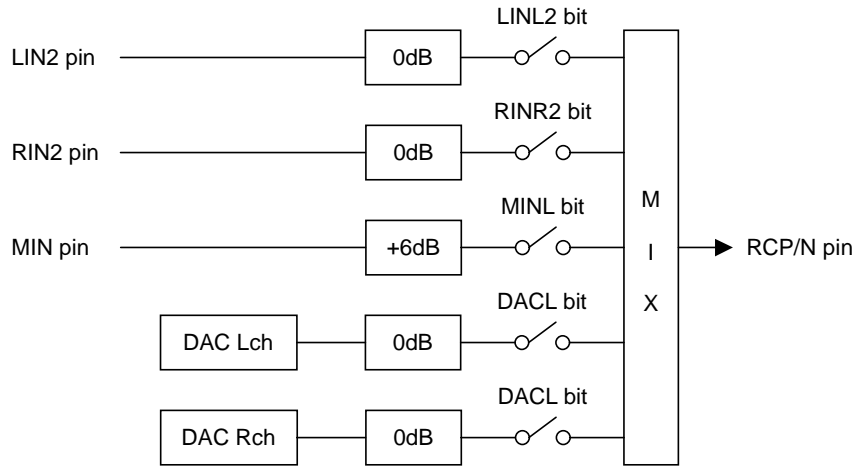 LINL2 bit
LIN2 pin
0dB
RINR2 bit
RIN2 pin
0dB
MINL bit
MIN pin
+6dB
M
I
X
RCP/N pin
DACL bit
DAC Lch
0dB
DACL bit
DAC Rch
0dB